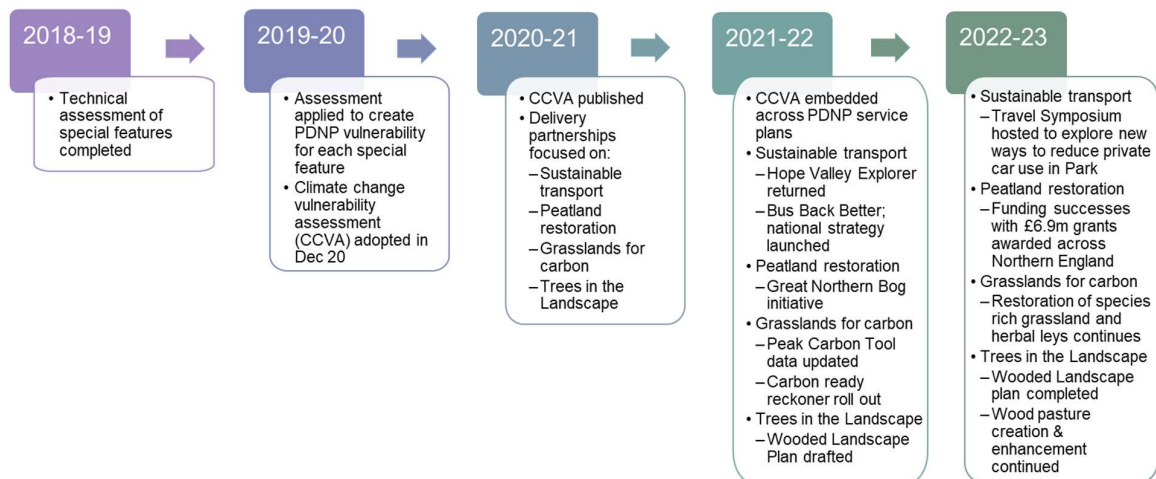 2018-19
• Technical
assessment of
special features
completed
2019-20
• Assessment
applied to create
PDNP vulnerability
for each special
feature
• Climate change
vulnerability
assessment
(CCVA) adopted in
Dec 20
2020-21
• CCVA published
• Delivery
partnerships
focused on:
– Sustainable
transport
– Peatland
restoration
– Grasslands for
carbon
– Trees in the
Landscape
2021-22
• CCVA embedded
across PDNP service
plans
• Sustainable transport
– Hope Valley Explorer
returned
– Bus Back Better;
national strategy
launched
• Peatland restoration
– Great Northern Bog
initiative
• Grasslands for carbon
– Peak Carbon Tool
data updated
– Carbon ready
reckoner roll out
• Trees in the Landscape
– Wooded Landscape
Plan drafted
2022-23
• Sustainable transport
– Travel Symposium
hosted to explore new
ways to reduce private
car use in Park
• Peatland restoration
– Funding successes
with £6.9m grants
awarded across
Northern England
• Grasslands for carbon
– Restoration of species
rich grassland and
herbal leys continues
• Trees in the Landscape
– Wooded Landscape
plan completed
– Wood pasture
creation &
enhancement
continued